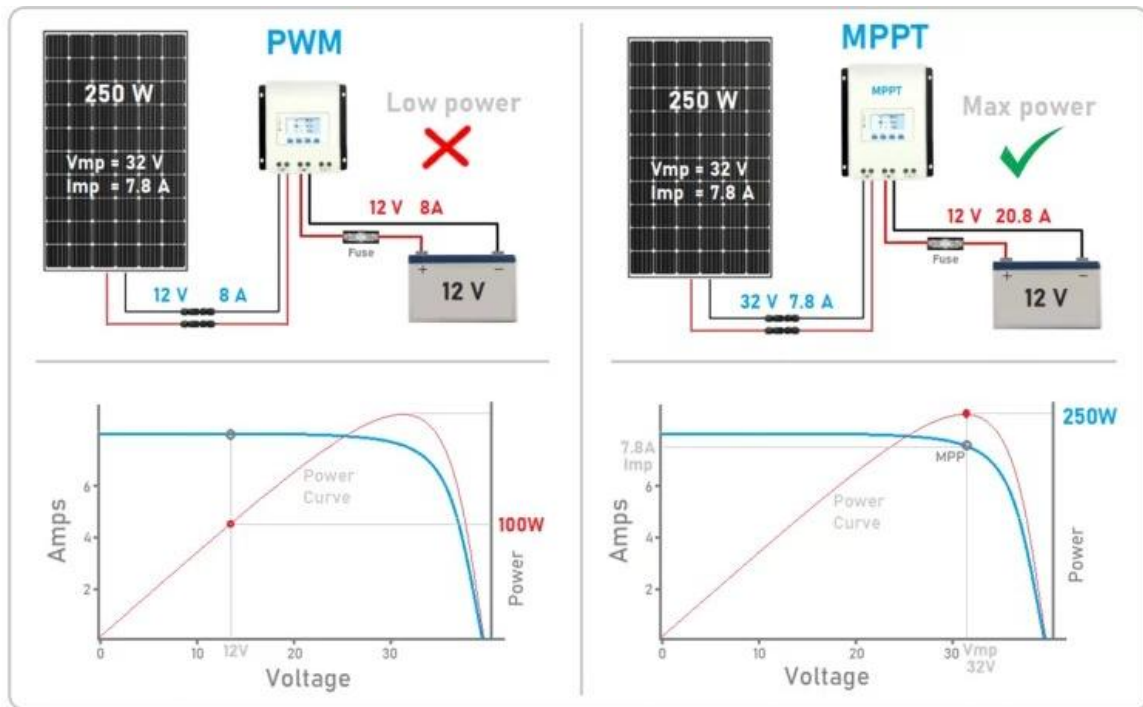 PWM
250 W
Vmp = 32 V
Imp = 7.8 A
Low power
12 V 8A
Fuse
+ −
12 V
12 V 8 A
MPPT
MPPT
250 W
Vmp = 32 V
Imp = 7.8 A
Max power
12 V 20.8 A
Fuse
+ −
12 V
32 V 7.8 A
Amps
6
4
2
0 10 20 30
12V
Voltage
Power
Curve
100W
Power
7.8A
Imp
Amps
6
4
2
0 10 20 30
Vmp
32V
Voltage
MPP
Power
Curve
250W
Power